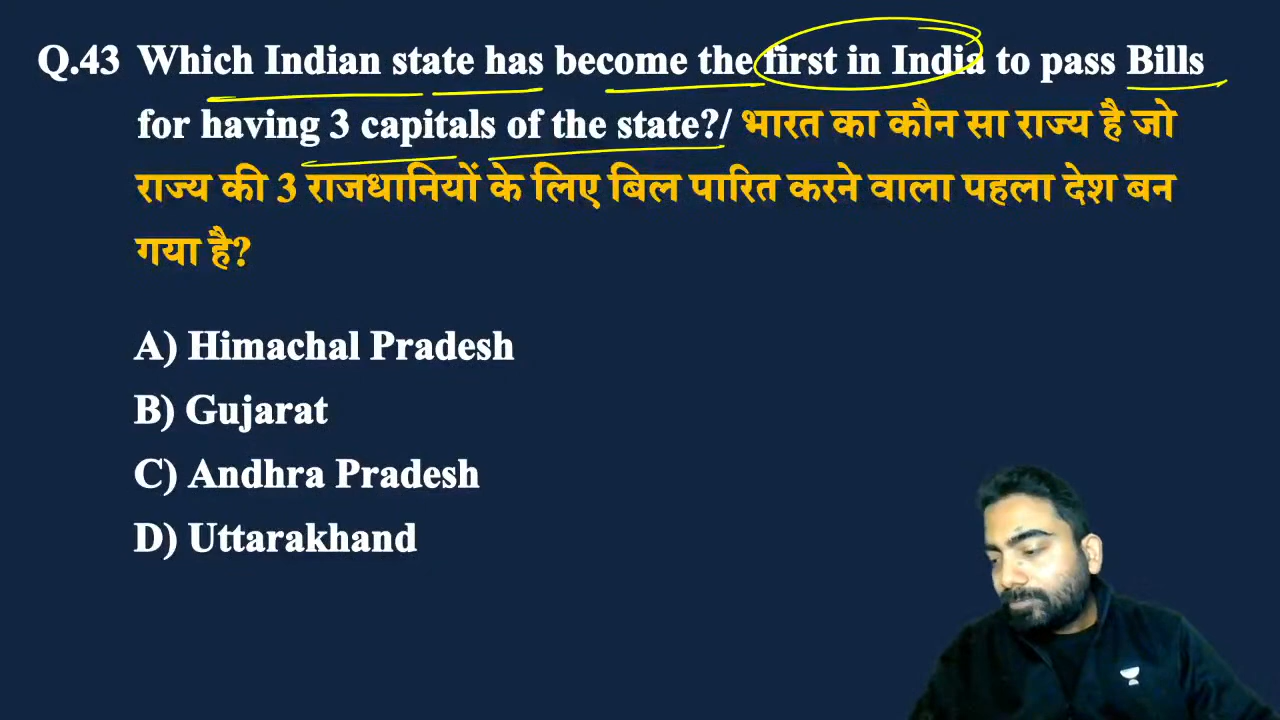 Q.43 Which Indian state has become the first in India to pass Bills
for having 3 capitals of the state?/ भारत का कौन सा राज्य है जो
राज्य की 3 राजधानियों के लिए बिल पारित करने वाला पहला देश बन
गया है?
A) Himachal Pradesh
B) Gujarat
C) Andhra Pradesh
D) Uttarakhand